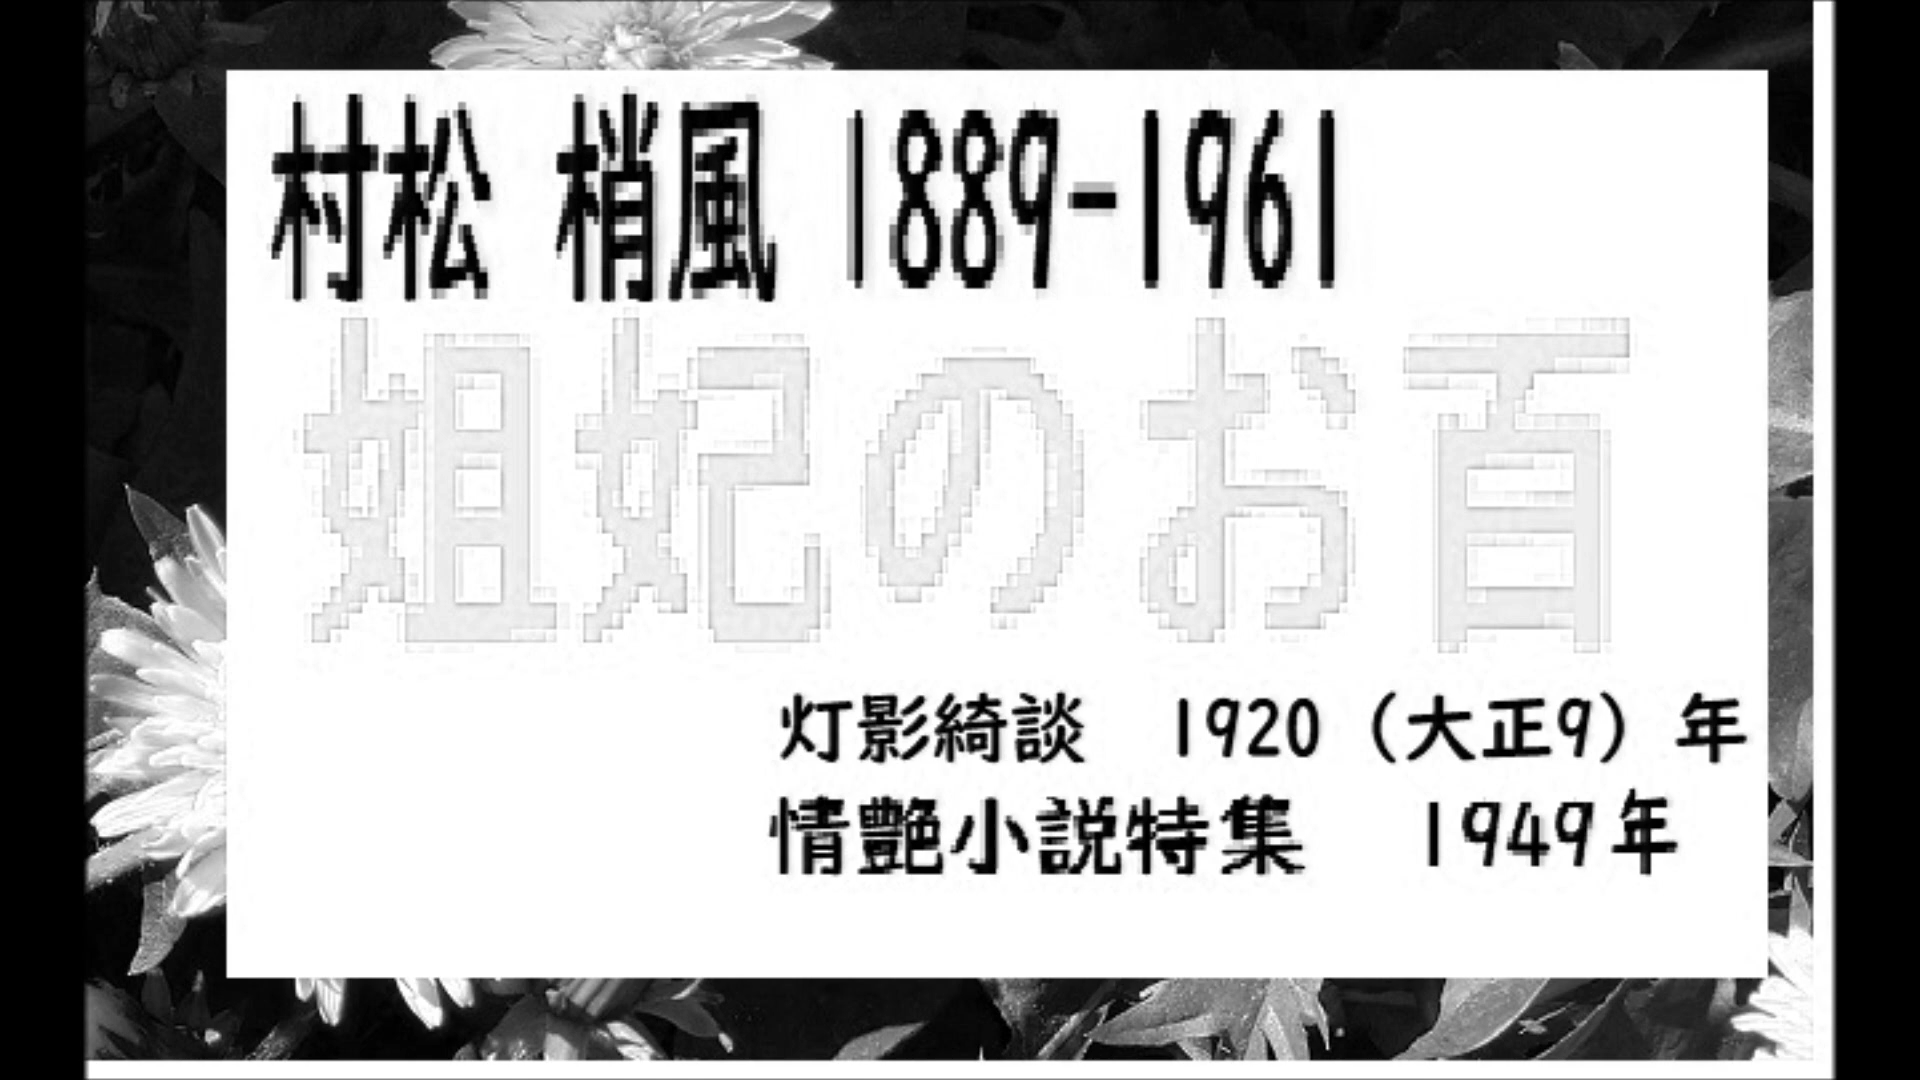 村松 梢風 1889-1961
姐妃のお百
灯影綺談 1920（大正9）年
情艶小説特集 1949年